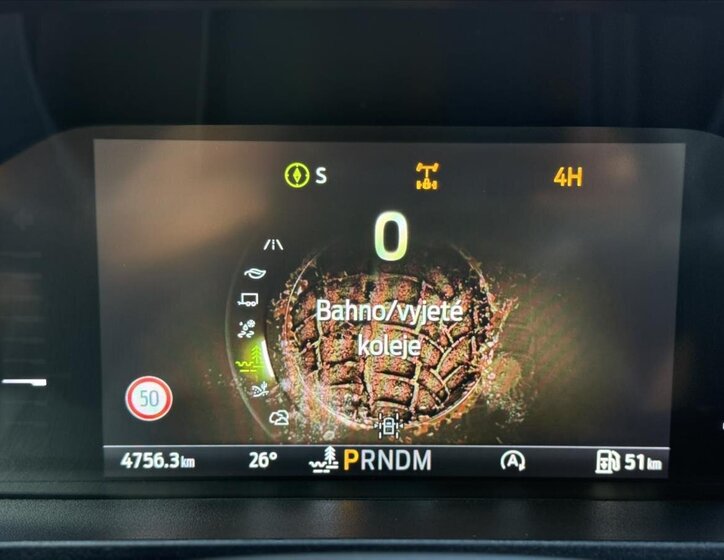 S
4H
0
Bahno/vyjeté
koleje
50
4756.3km 26° PRNDM A 51km